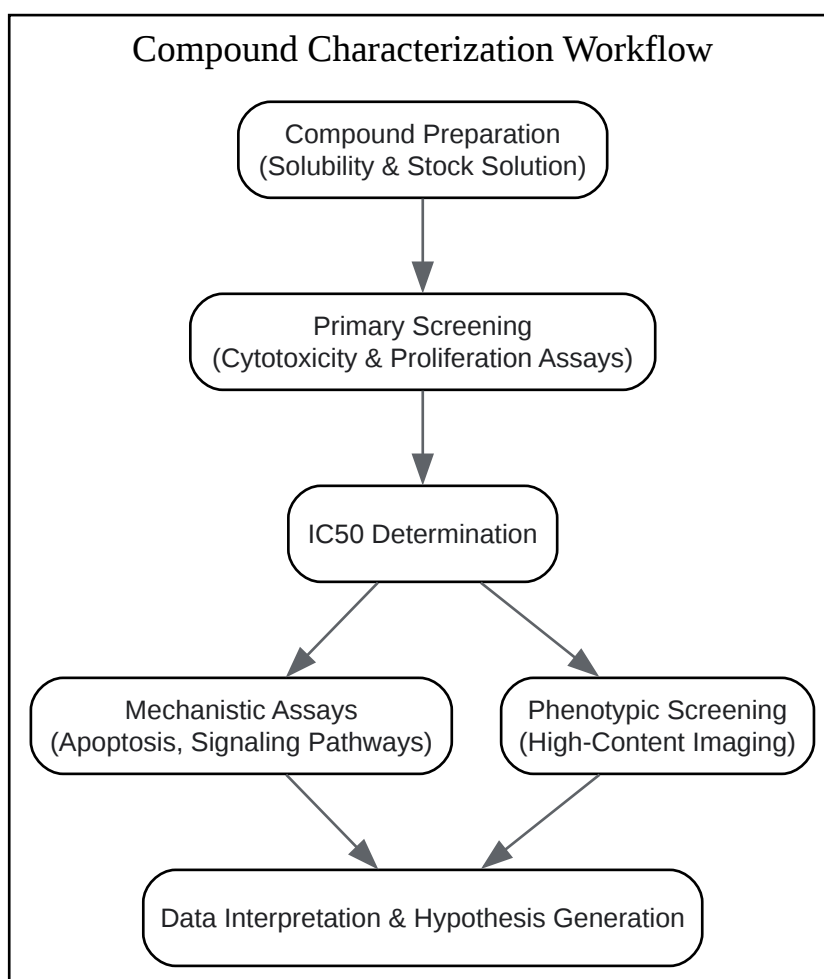 Compound Characterization Workflow
Compound Preparation
(Solubility & Stock Solution)
Primary Screening
(Cytotoxicity & Proliferation Assays)
IC50 Determination
Mechanistic Assays
(Apoptosis, Signaling Pathways)
Phenotypic Screening
(High-Content Imaging)
Data Interpretation & Hypothesis Generation